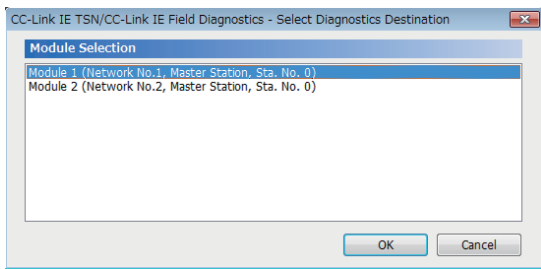 CC-Link IE TSN/CC-Link IE Field Diagnostics - Select Diagnostics Destination
Module Selection
Module 1 (Network No.1, Master Station, Sta. No. 0)
Module 2 (Network No.2, Master Station, Sta. No. 0)
OK
Cancel